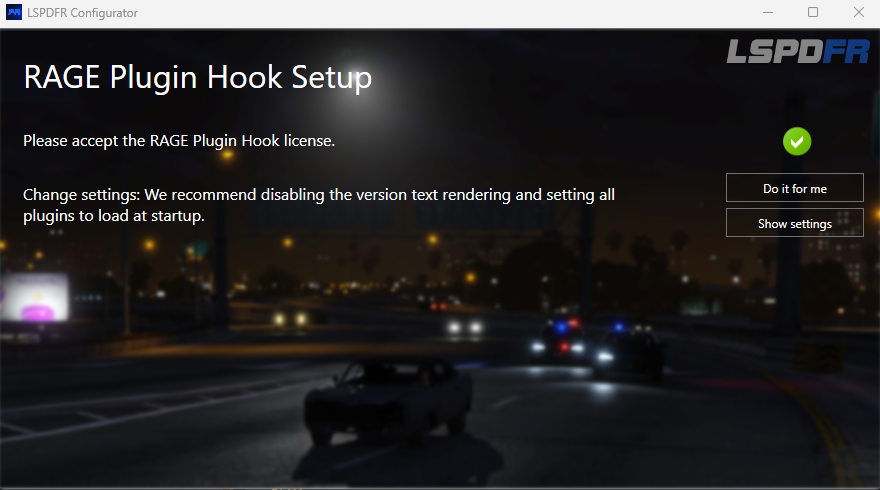 LSPDFR Configurator
LSPDFR
RAGE Plugin Hook Setup
Please accept the RAGE Plugin Hook license.
Change settings: We recommend disabling the version text rendering and setting all
plugins to load at startup.
Do it for me
Show settings